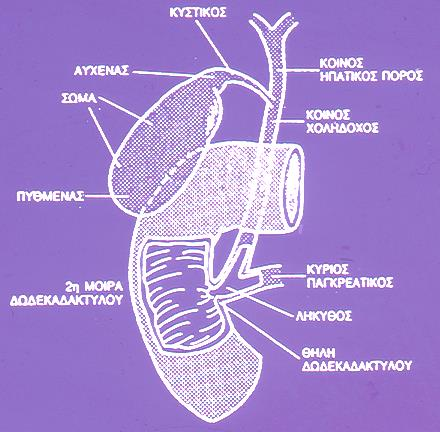 ΚΥΣΤΙΚΟΣ
ΑΥΧΕΝΑΣ
ΣΩΜΑ
ΠΥΘΜΕΝΑΣ
2η ΜΟΙΡΑ
ΔΩΔΕΚΑΔΑΚΤΥΛΟΥ
ΚΟΙΝΟΣ
ΗΠΑΤΙΚΟΣ ΠΟΡΟΣ
ΚΟΙΝΟΣ
ΧΟΛΗΔΟΧΟΣ
ΚΥΡΙΟΣ
ΠΑΓΚΡΕΑΤΙΚΟΣ
ΛΗΚΥΘΟΣ
ΘΗΛΗ
ΔΩΔΕΚΑΔΑΚΤΥΛΟΥ